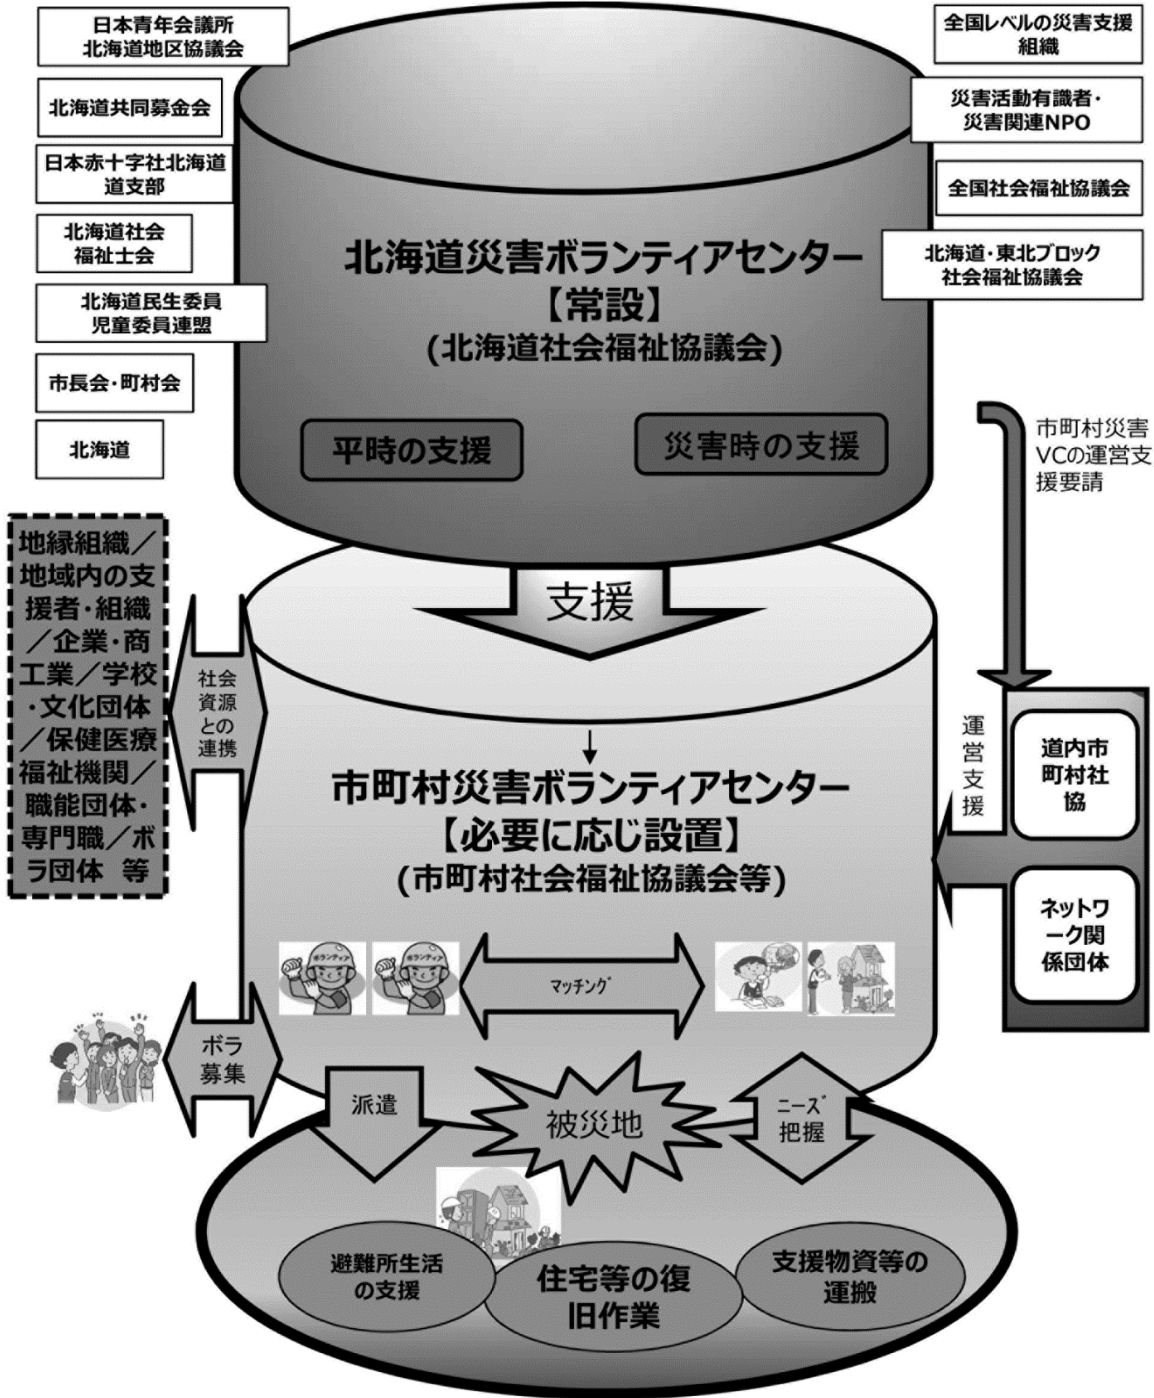 日本青年会議所
北海道地区協議会
北海道共同募金会
日本赤十字社北海道
道支部
北海道社会
福祉士会
北海道民生委員
児童委員連盟
市長会・町村会
北海道
全国レベルの災害支援
組織
災害活動有識者・
災害関連NPO
全国社会福祉協議会
北海道・東北ブロック
社会福祉協議会
北海道災害ボランティアセンター
【常設】
(北海道社会福祉協議会)
平時の支援
災害時の支援
市町村災害
VCの運営支
援要請
支援
地縁組織／
地域内の支
援者・組織
／企業・商
工業／学校
・文化団体
／保健医療
福祉機関／
職能団体・
専門職／ボ
ラ団体 等
社会
資源
との
連携
市町村災害ボランティアセンター
【必要に応じ設置】
(市町村社会福祉協議会等)
運営支援
道内市
町村社
協
ネットワ
ーク関
係団体
ボランティア
ボランティア
マッチング
ボラ
募集
派遣
被災地
ニーズ
把握
避難所生活
の支援
住宅等の復
旧作業
支援物資等の
運搬